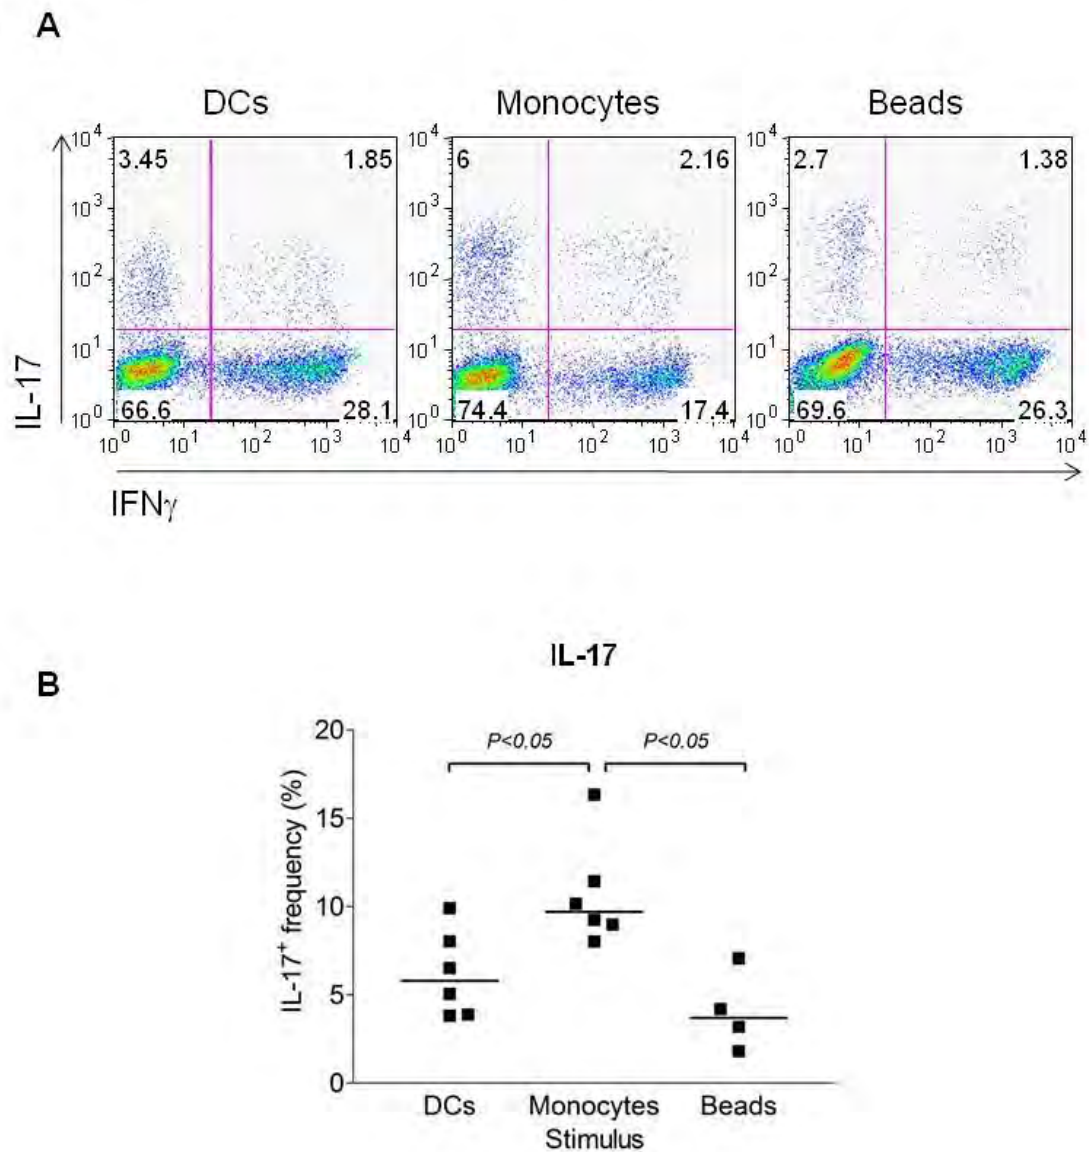 A
DCs Monocytes Beads
10^4 10^4 10^4
3.45 1.85 6 2.16 2.7 1.38
10^3 10^3 10^3
10^2 10^2 10^2
10^1 10^1 10^1
IL-17
10^0 66.6 28.1 10^0 74.4 17.4 10^0 69.6 26.3
10^0 10^1 10^2 10^3 10^4 10^0 10^1 10^2 10^3 10^4 10^0 10^1 10^2 10^3 10^4
IFNγ
B
IL-17
IL-17+ frequency (%)
20
P<0.05 P<0.05
15
10
5
0
DCs Monocytes Beads
Stimulus